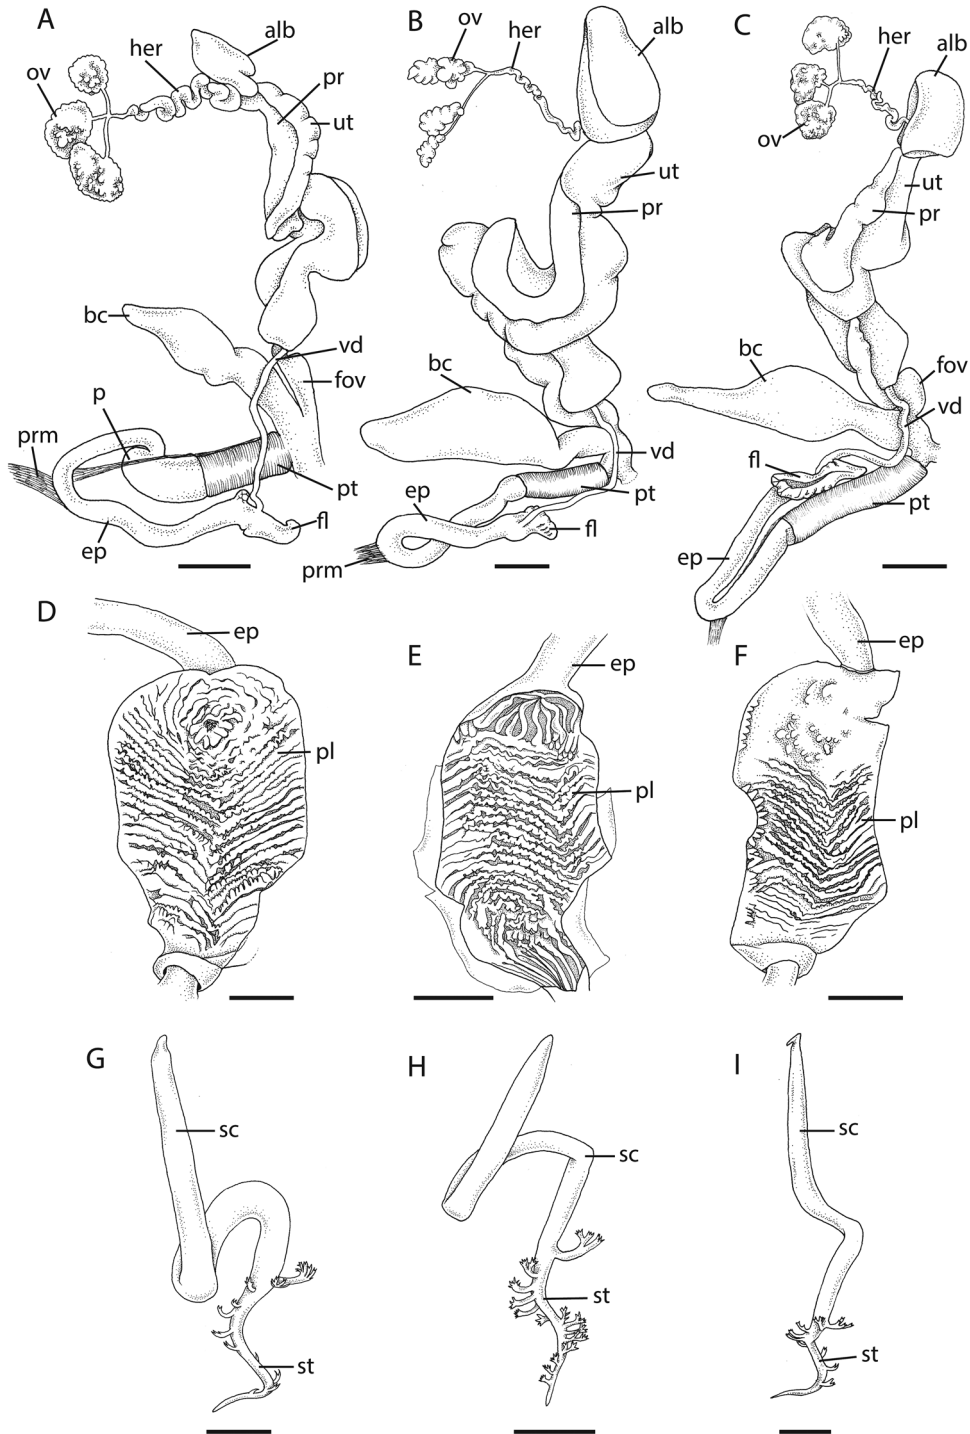 A
alb
her
ov
pr
ut
bc
vd
fov
p
prm
pt
fl
ep
B
ov
her
alb
ut
pr
bc
vd
ep
pt
fl
prm
C
her
alb
ov
ut
pr
bc
fov
vd
fl
pt
ep
D
ep
pl
E
ep
pl
F
ep
pl
G
sc
st
H
sc
st
I
sc
st